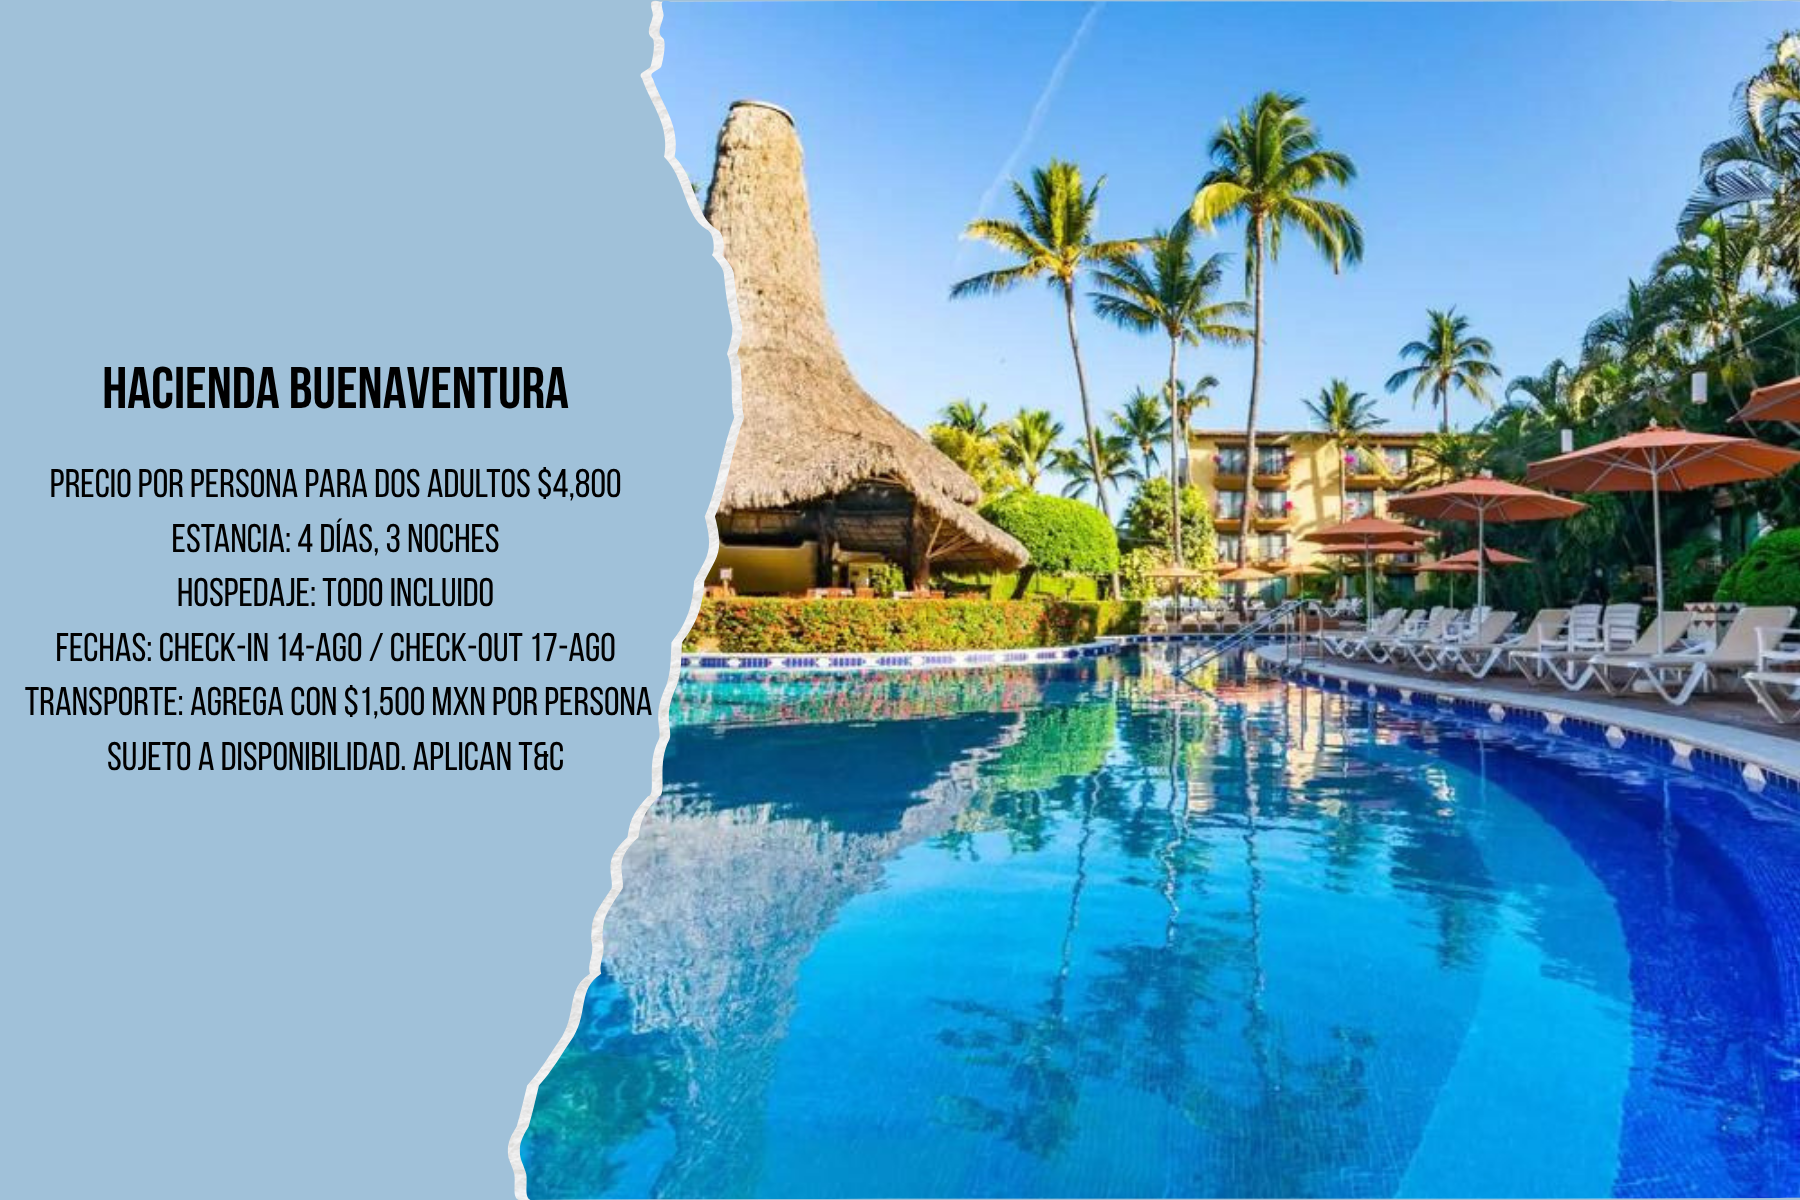 HACIENDA BUENAVENTURA
PRECIO POR PERSONA PARA DOS ADULTOS $4,800
ESTANCIA: 4 DÍAS, 3 NOCHES
HOSPEDAJE: TODO INCLUIDO
FECHAS: CHECK-IN 14-AGO / CHECK-OUT 17-AGO
TRANSPORTE: AGREGA CON $1,500 MXN POR PERSONA
SUJETO A DISPONIBILIDAD. APLICAN T&C